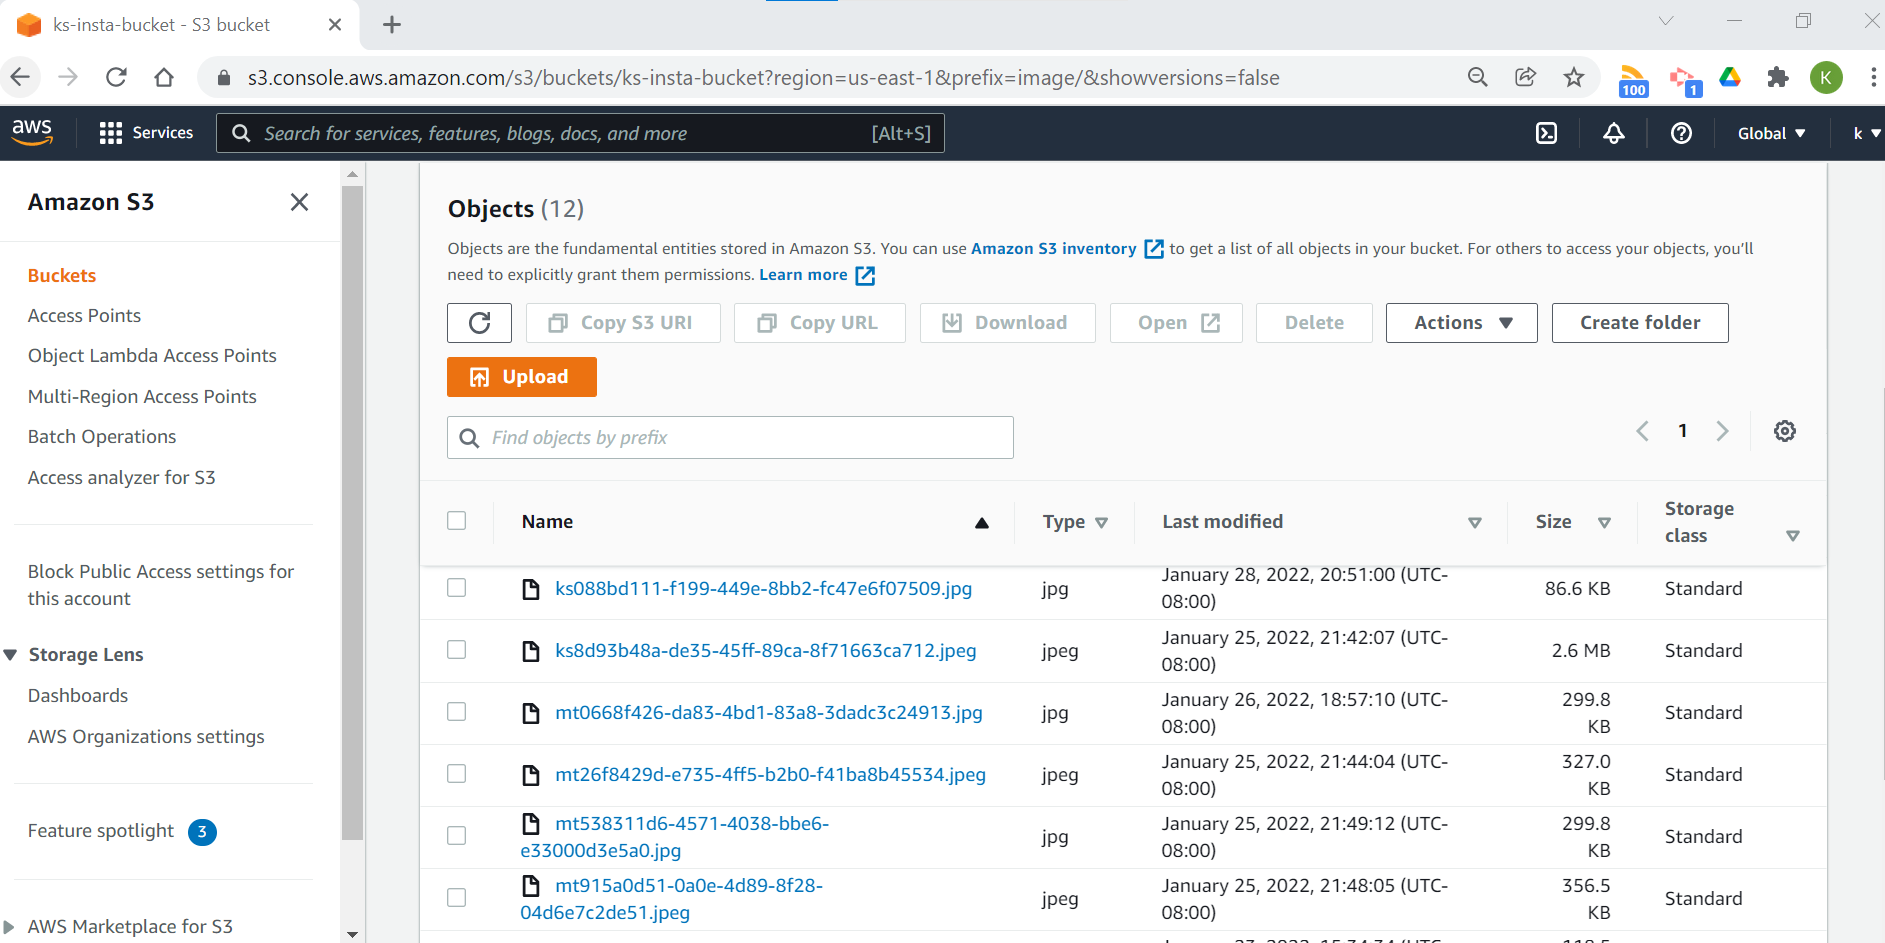 ks-insta-bucket - S3 bucket
s3.console.aws.amazon.com/s3/buckets/ks-insta-bucket?region=us-east-1&prefix=image/&showversions=false
100
1
K
aws
Services
Search for services, features, blogs, docs, and more
[Alt+S]
Global
k
Amazon S3
Buckets
Access Points
Object Lambda Access Points
Multi-Region Access Points
Batch Operations
Access analyzer for S3
Block Public Access settings for
this account
Storage Lens
Dashboards
AWS Organizations settings
Feature spotlight 3
AWS Marketplace for S3
Objects (12)
Objects are the fundamental entities stored in Amazon S3. You can use Amazon S3 inventory to get a list of all objects in your bucket. For others to access your objects, you'll
need to explicitly grant them permissions. Learn more
Copy S3 URI
Copy URL
Download
Open
Delete
Actions
Create folder
Upload
Find objects by prefix
1
Name
Type
Last modified
Size
Storage
class
ks088bd111-f199-449e-8bb2-fc47e6f07509.jpg
jpg
January 28, 2022, 20:51:00 (UTC-
08:00)
86.6 KB
Standard
ks8d93b48a-de35-45ff-89ca-8f71663ca712.jpeg
jpeg
January 25, 2022, 21:42:07 (UTC-
08:00)
2.6 MB
Standard
mt0668f426-da83-4bd1-83a8-3dadc3c24913.jpg
jpg
January 26, 2022, 18:57:10 (UTC-
08:00)
299.8
KB
Standard
mt26f8429d-e735-4ff5-b2b0-f41ba8b45534.jpeg
jpeg
January 25, 2022, 21:44:04 (UTC-
08:00)
327.0
KB
Standard
mt538311d6-4571-4038-bbe6-
e33000d3e5a0.jpg
jpg
January 25, 2022, 21:49:12 (UTC-
08:00)
299.8
KB
Standard
mt915a0d51-0a0e-4d89-8f28-
04d6e7c2de51.jpeg
jpeg
January 25, 2022, 21:48:05 (UTC-
08:00)
356.5
KB
Standard